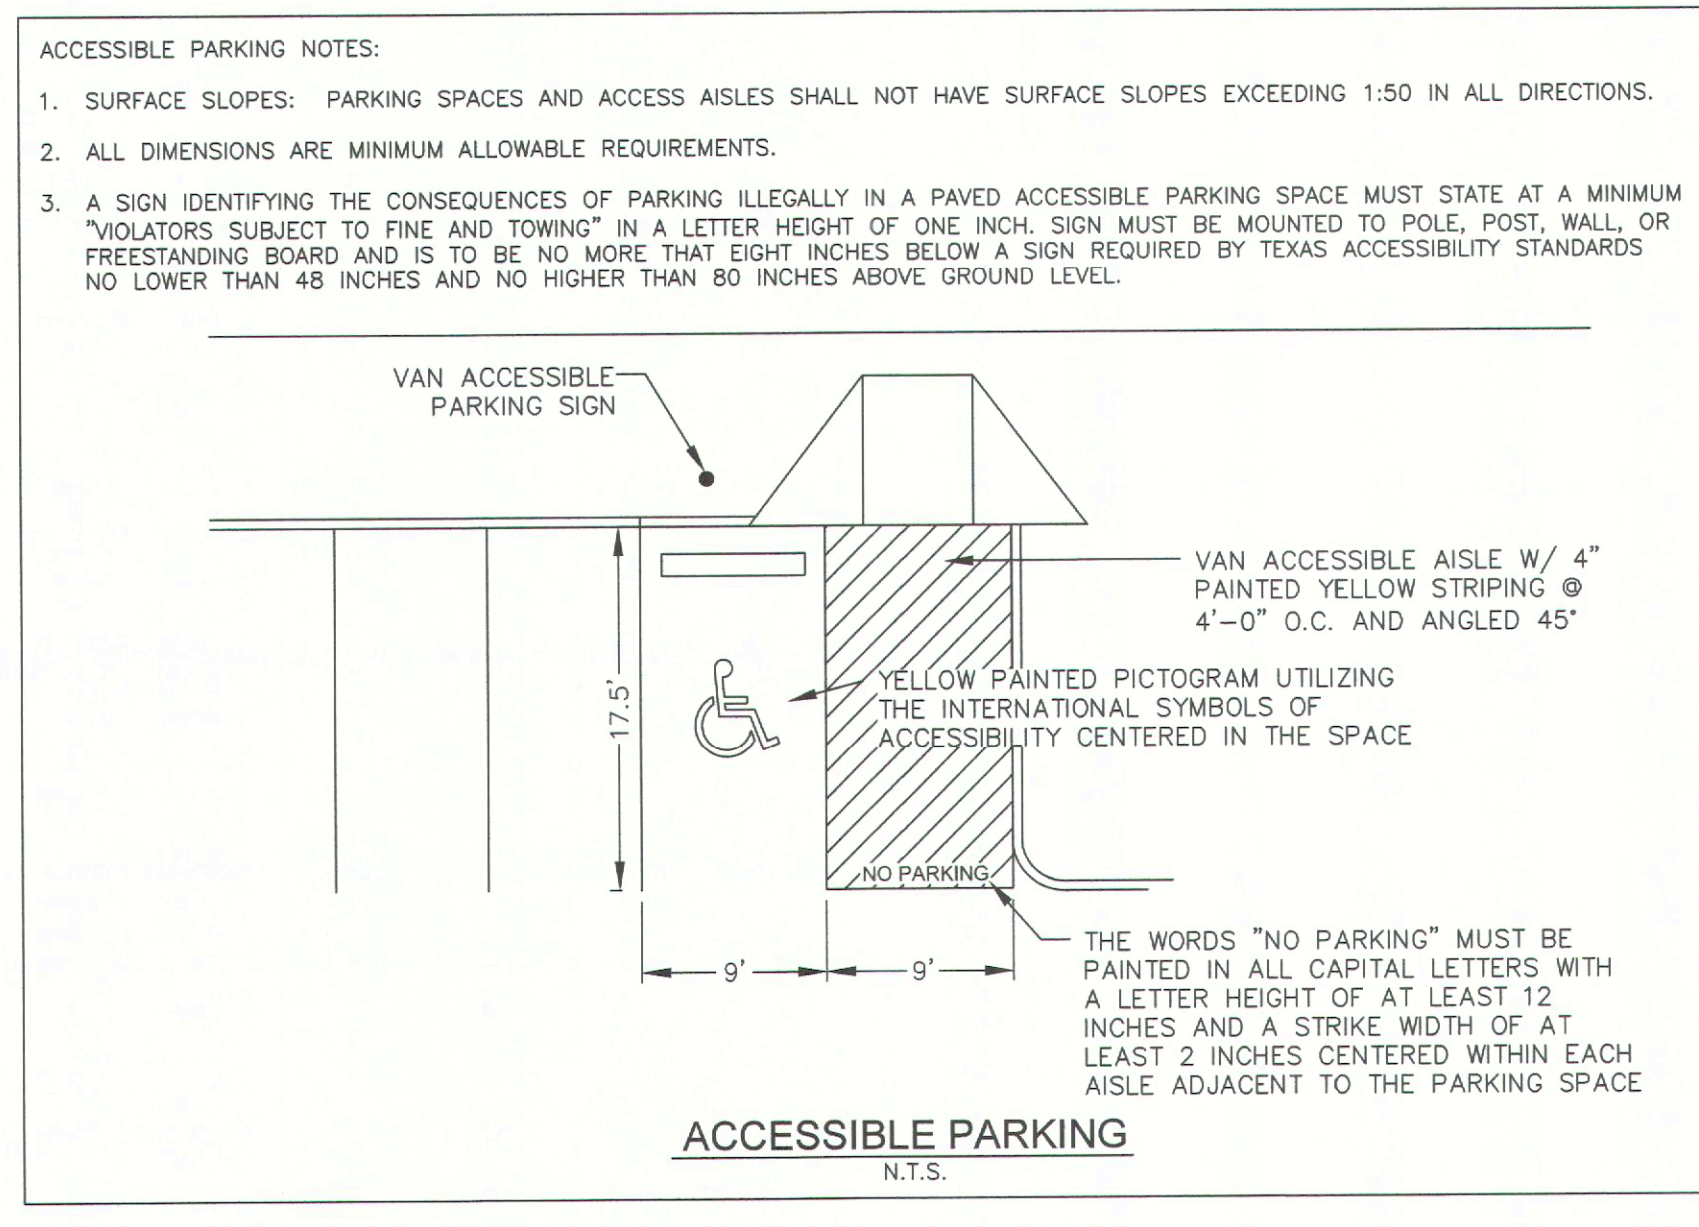 ACCESSIBLE PARKING NOTES:
1. SURFACE SLOPES: PARKING SPACES AND ACCESS AISLES SHALL NOT HAVE SURFACE SLOPES EXCEEDING 1:50 IN ALL DIRECTIONS.
2. ALL DIMENSIONS ARE MINIMUM ALLOWABLE REQUIREMENTS.
3. A SIGN IDENTIFYING THE CONSEQUENCES OF PARKING ILLEGALLY IN A PAVED ACCESSIBLE PARKING SPACE MUST STATE AT A MINIMUM
"VIOLATORS SUBJECT TO FINE AND TOWING" IN A LETTER HEIGHT OF ONE INCH. SIGN MUST BE MOUNTED TO POLE, POST, WALL, OR
FREESTANDING BOARD AND IS TO BE NO MORE THAT EIGHT INCHES BELOW A SIGN REQUIRED BY TEXAS ACCESSIBILITY STANDARDS
NO LOWER THAN 48 INCHES AND NO HIGHER THAN 80 INCHES ABOVE GROUND LEVEL.
VAN ACCESSIBLE
PARKING SIGN
VAN ACCESSIBLE AISLE W/ 4"
PAINTED YELLOW STRIPING @
4'-0" O.C. AND ANGLED 45°
17.5'
YELLOW PAINTED PICTOGRAM UTILIZING
THE INTERNATIONAL SYMBOLS OF
ACCESSIBILITY CENTERED IN THE SPACE
NO PARKING
9'
9'
THE WORDS "NO PARKING" MUST BE
PAINTED IN ALL CAPITAL LETTERS WITH
A LETTER HEIGHT OF AT LEAST 12
INCHES AND A STRIKE WIDTH OF AT
LEAST 2 INCHES CENTERED WITHIN EACH
AISLE ADJACENT TO THE PARKING SPACE
ACCESSIBLE PARKING
N.T.S.